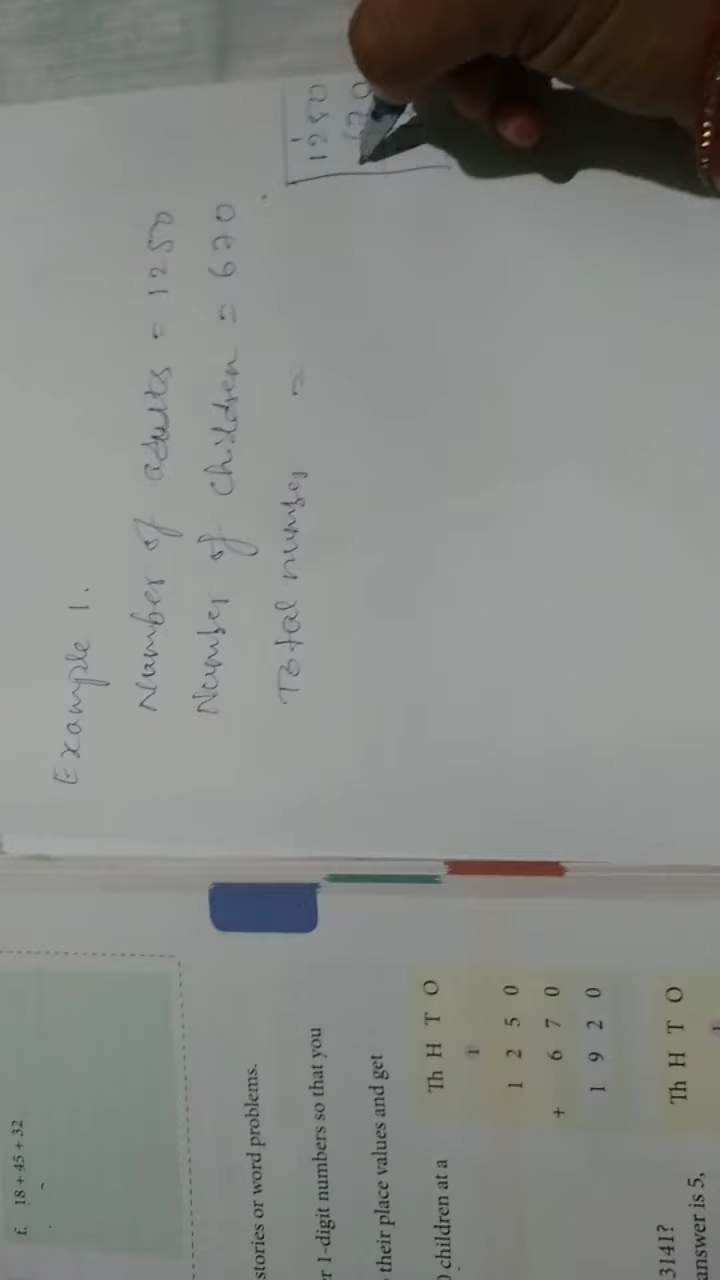 Example 1.
Number of adults = 1250
Number of children = 670
Total number =
1
1250
670
f. 18 + 45 + 32
stories or word problems.
1-digit numbers so that you
their place values and get
children at a
Th H T O
1
1 2 5 0
+ 6 7 0
1 9 2 0
Th H T O
3141?
answer is 5,